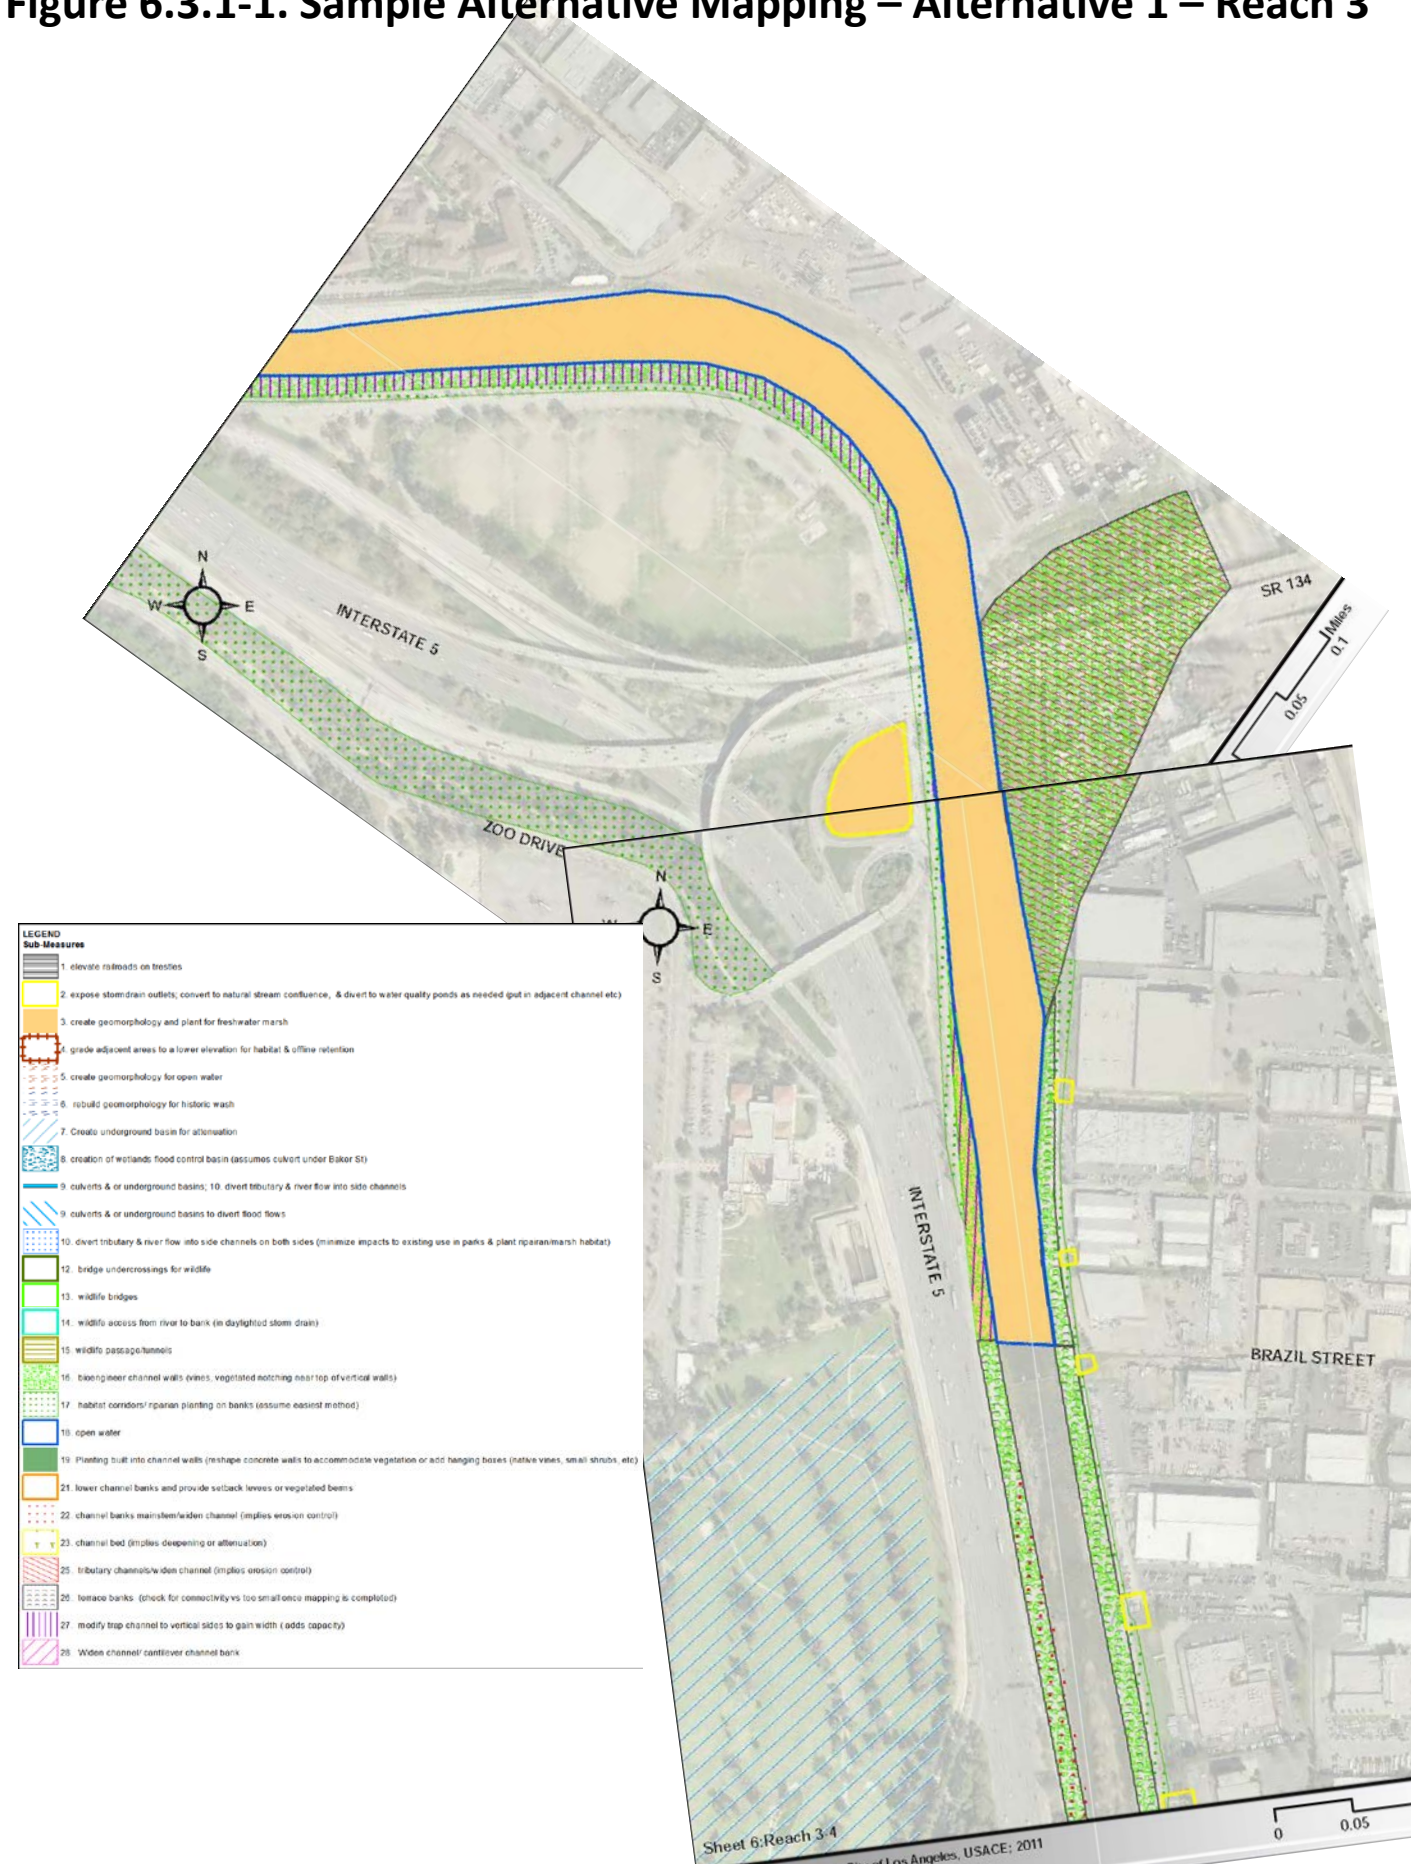 Figure 6.3.1-1. Sample Alternative Mapping – Alternative 1 – Reach 3
N
W
E
S
INTERSTATE 5
SR 134
Miles
0.1
0.05
ZOO DRIVE
N
E
S
LEGEND
Sub-Measures
1. elevate railroads on trestles
2. expose stormdrain outlets; convert to natural stream confluence, & divert to water quality ponds as needed (put in adjacent channel etc)
3. create geomorphology and plant for freshwater marsh
4. grade adjacent areas to a lower elevation for habitat & offline retention
5. create geomorphology for open water
6. rebuild geomorphology for historic wash
7. Create underground basin for attenuation
8. creation of wetlands flood control basin (assumes culvert under Baker St)
9. culverts & or underground basins; 10. divert tributary & river flow into side channels
9. culverts & or underground basins to divert flood flows
10. divert tributary & river flow into side channels on both sides (minimize impacts to existing use in parks & plant riparian/marsh habitat)
12. bridge undercrossings for wildlife
13. wildlife bridges
14. wildlife access from river to bank (in daylighted storm drain)
15. wildlife passage/tunnels
16. bioengineer channel walls (vines, vegetated notching near top of vertical walls)
17. habitat corridors/ riparian planting on banks (assume easiest method)
18. open water
19. Planting built into channel walls (reshape concrete walls to accommodate vegetation or add hanging boxes (native vines, small shrubs, etc)
21. lower channel banks and provide setback levees or vegetated berms
22. channel banks mainstem/widen channel (implies erosion control)
23. channel bed (implies deepening or attenuation)
25. tributary channels/widen channel (implies erosion control)
26. terrace banks (check for connectivity vs too small once mapping is completed)
27. modify trap channel to vertical sides to gain width ( adds capacity)
28. Widen channel/ cantilever channel bank
INTERSTATE 5
BRAZIL STREET
Sheet 6:Reach 3-4
of Los Angeles, USACE; 2011
0
0.05